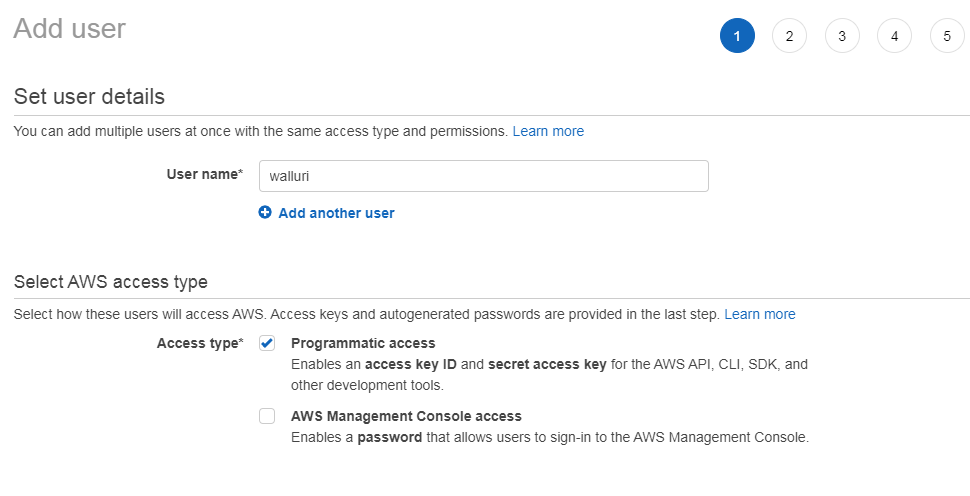 Add user
1 2 3 4 5
Set user details
You can add multiple users at once with the same access type and permissions. Learn more
User name* walluri
Add another user
Select AWS access type
Select how these users will access AWS. Access keys and autogenerated passwords are provided in the last step. Learn more
Access type* Programmatic access
Enables an access key ID and secret access key for the AWS API, CLI, SDK, and
other development tools.
AWS Management Console access
Enables a password that allows users to sign-in to the AWS Management Console.